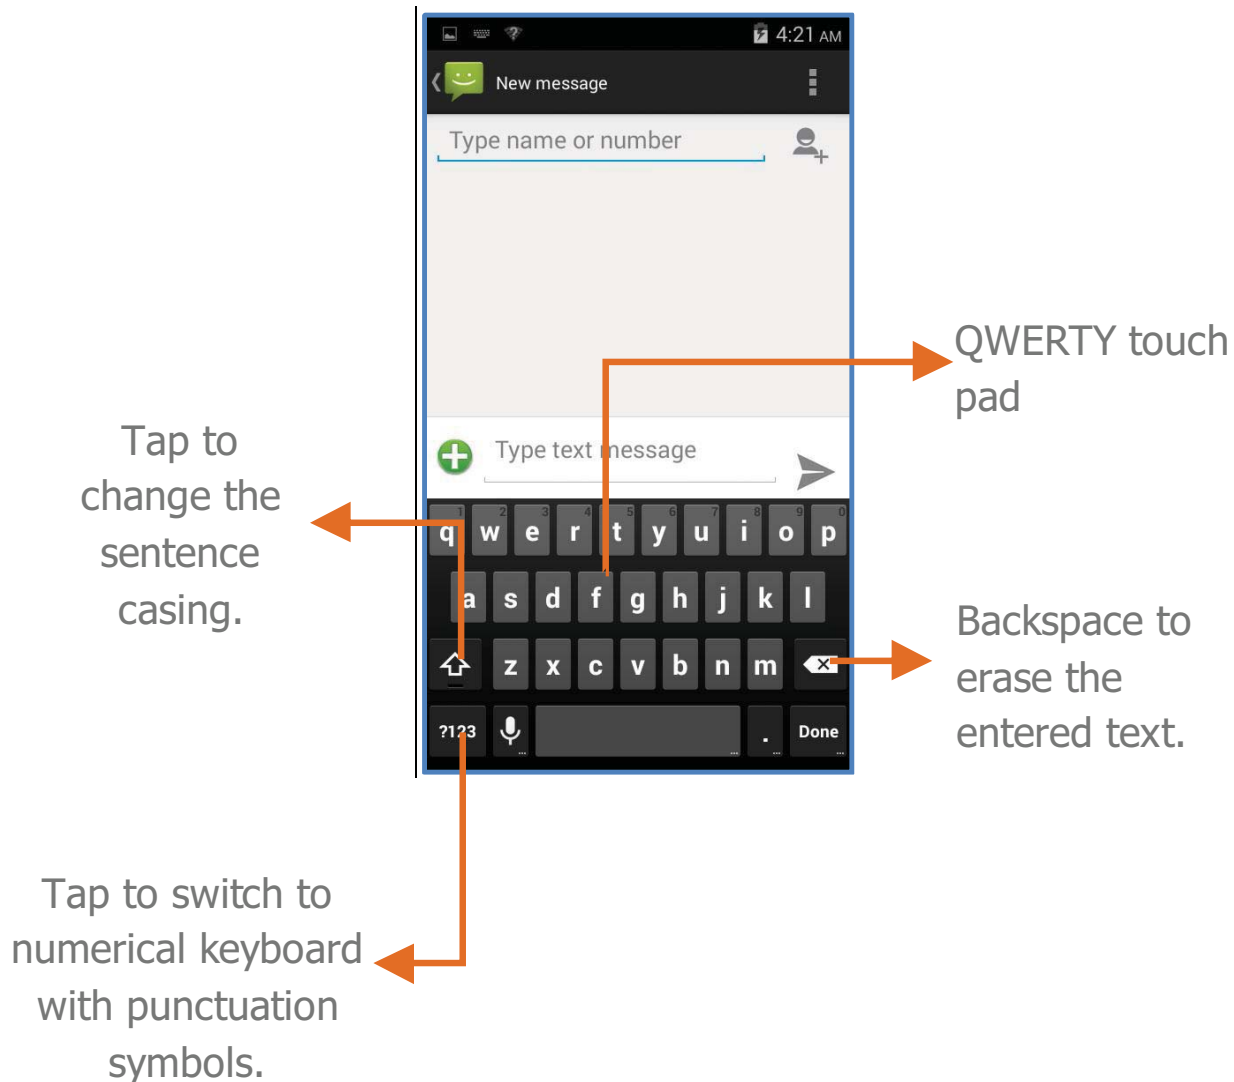 4:21 AM
New message
Type name or number
QWERTY touch
pad
Tap to
change the
sentence
casing.
Type text message
1 2 3 4 5 6 7 8 9 0
q w e r t y u i o p
a s d f g h j k l
z x c v b n m
?123 . Done
Backspace to
erase the
entered text.
Tap to switch to
numerical keyboard
with punctuation
symbols.